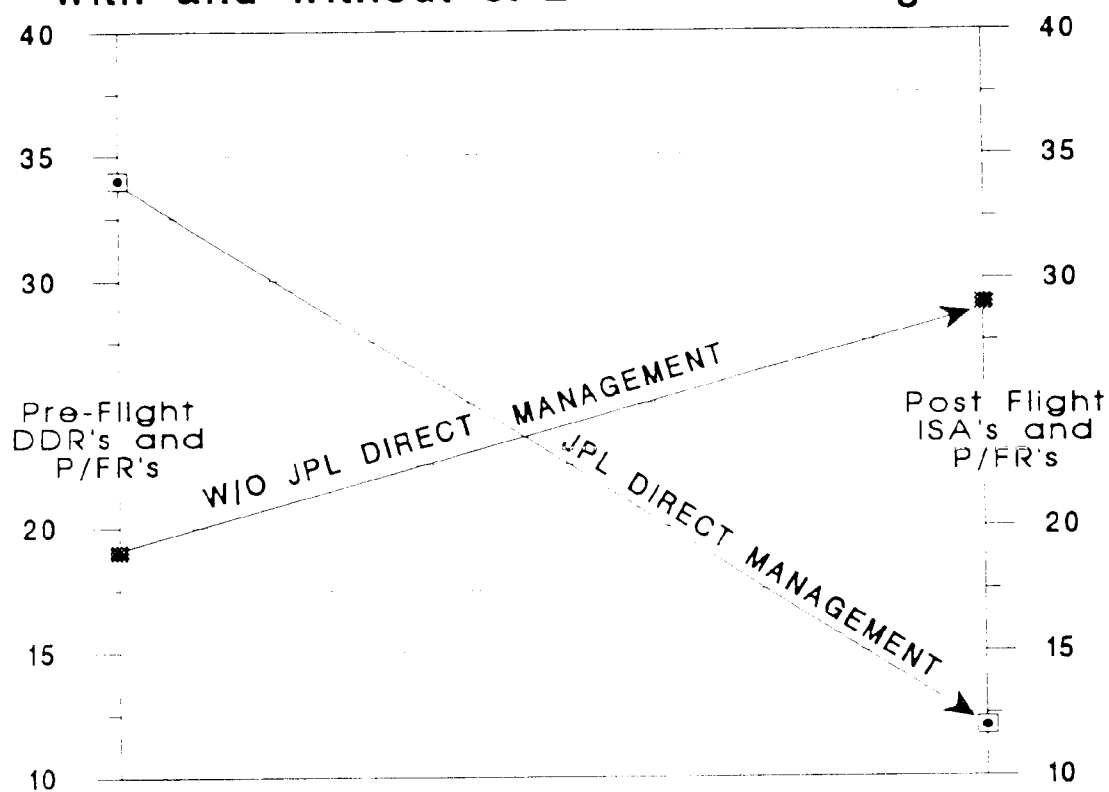 40
40
35
35
30
30
Pre-Flight
DDR's and
P/FR's
Post Flight
ISA's and
P/FR's
W/O JPL DIRECT MANAGEMENT
JPL DIRECT MANAGEMENT
20
20
15
15
10
10